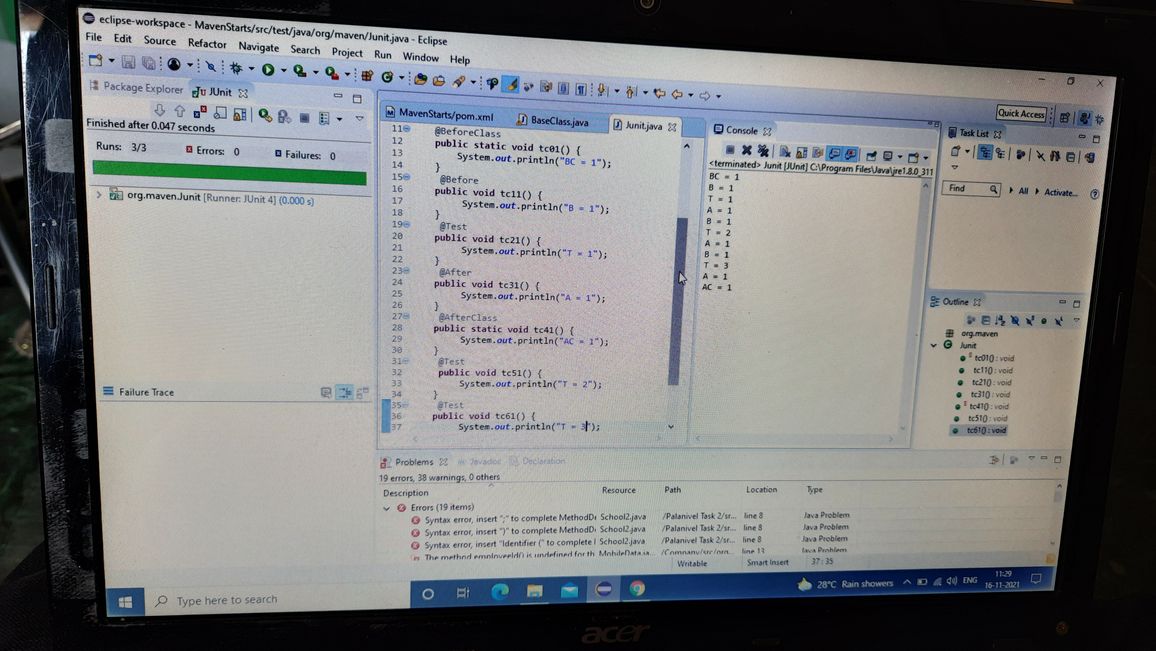 eclipse-workspace - MavenStarts/src/test/java/org/maven/Junit.java - Eclipse
File Edit Source Refactor Navigate Search Project Run Window Help
Quick Access
Package Explorer JUnit
Finished after 0.047 seconds
Runs: 3/3 Errors: 0 Failures: 0
org.maven.Junit [Runner: JUnit 4] (0.000 s)
Failure Trace
MavenStarts/pom.xml BaseClass.java Junit.java
11 @BeforeClass
12 public static void tc01() {
13 System.out.println("BC = 1");
14 }
15 @Before
16 public void tc11() {
17 System.out.println("B = 1");
18 }
19 @Test
20 public void tc21() {
21 System.out.println("T = 1");
22 }
23 @After
24 public void tc31() {
25 System.out.println("A = 1");
26 }
27 @AfterClass
28 public static void tc41() {
29 System.out.println("AC = 1");
30 }
31 @Test
32 public void tc51() {
33 System.out.println("T = 2");
34 }
35 @Test
36 public void tc61() {
37 System.out.println("T = 3");
Console
<terminated> Junit [JUnit] C:\Program Files\Java\jre1.8.0_311
BC = 1
B = 1
T = 1
A = 1
B = 1
T = 2
A = 1
B = 1
T = 3
A = 1
AC = 1
Task List
Find All Activate...
Outline
org.maven
Junit
tc01() : void
tc11() : void
tc21() : void
tc31() : void
tc41() : void
tc51() : void
tc61() : void
Problems Javadoc Declaration
19 errors, 38 warnings, 0 others
Description Resource Path Location Type
Errors (19 items)
Syntax error, insert ";" to complete MethodDe School2.java /Palanivel Task 2/sr... line 8 Java Problem
Syntax error, insert ")" to complete MethodDe School2.java /Palanivel Task 2/sr... line 8 Java Problem
Syntax error, insert "Identifier (" to complete I School2.java /Palanivel Task 2/sr... line 8 Java Problem
The method employeeId() is undefined for th MobileData.ja... /Company/src/org... line 13 Java Problem
Writable Smart Insert 37 : 35
Type here to search
28°C Rain showers ENG 11:29
16-11-2021
acer